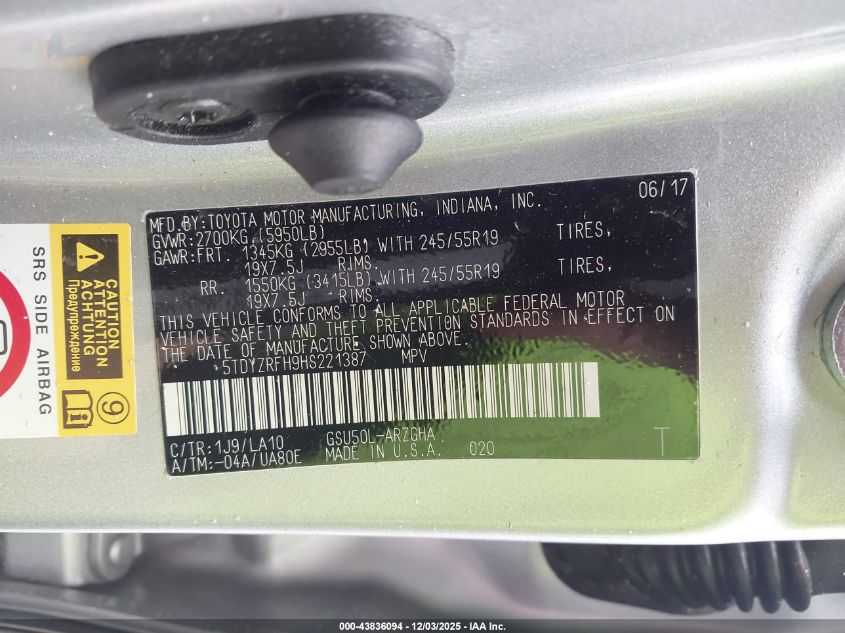 MFD.BY:TOYOTA MOTOR MANUFACTURING, INDIANA, INC. 06/17
GVWR:2700KG (5950LB)
GAWR:FRT. 1345KG (2955LB) WITH 245/55R19 TIRES,
19X7.5J RIMS.
RR. 1550KG (3415LB) WITH 245/55R19 TIRES,
19X7.5J RIMS.
THIS VEHICLE CONFORMS TO ALL APPLICABLE FEDERAL MOTOR
VEHICLE SAFETY AND THEFT PREVENTION STANDARDS IN EFFECT ON
THE DATE OF MANUFACTURE SHOWN ABOVE.
5TDYZRFH9HS221387 MPV
C/TR:1J9/LA10 GSU50L-ARZGHA
A/TM:-04A/UA80E MADE IN U.S.A. 020 T
SRS SIDE AIRBAG
CAUTION
ATTENTION
ACHTUNG
Предупреждение
9
000-43836094 - 12/03/2025 - IAA Inc.